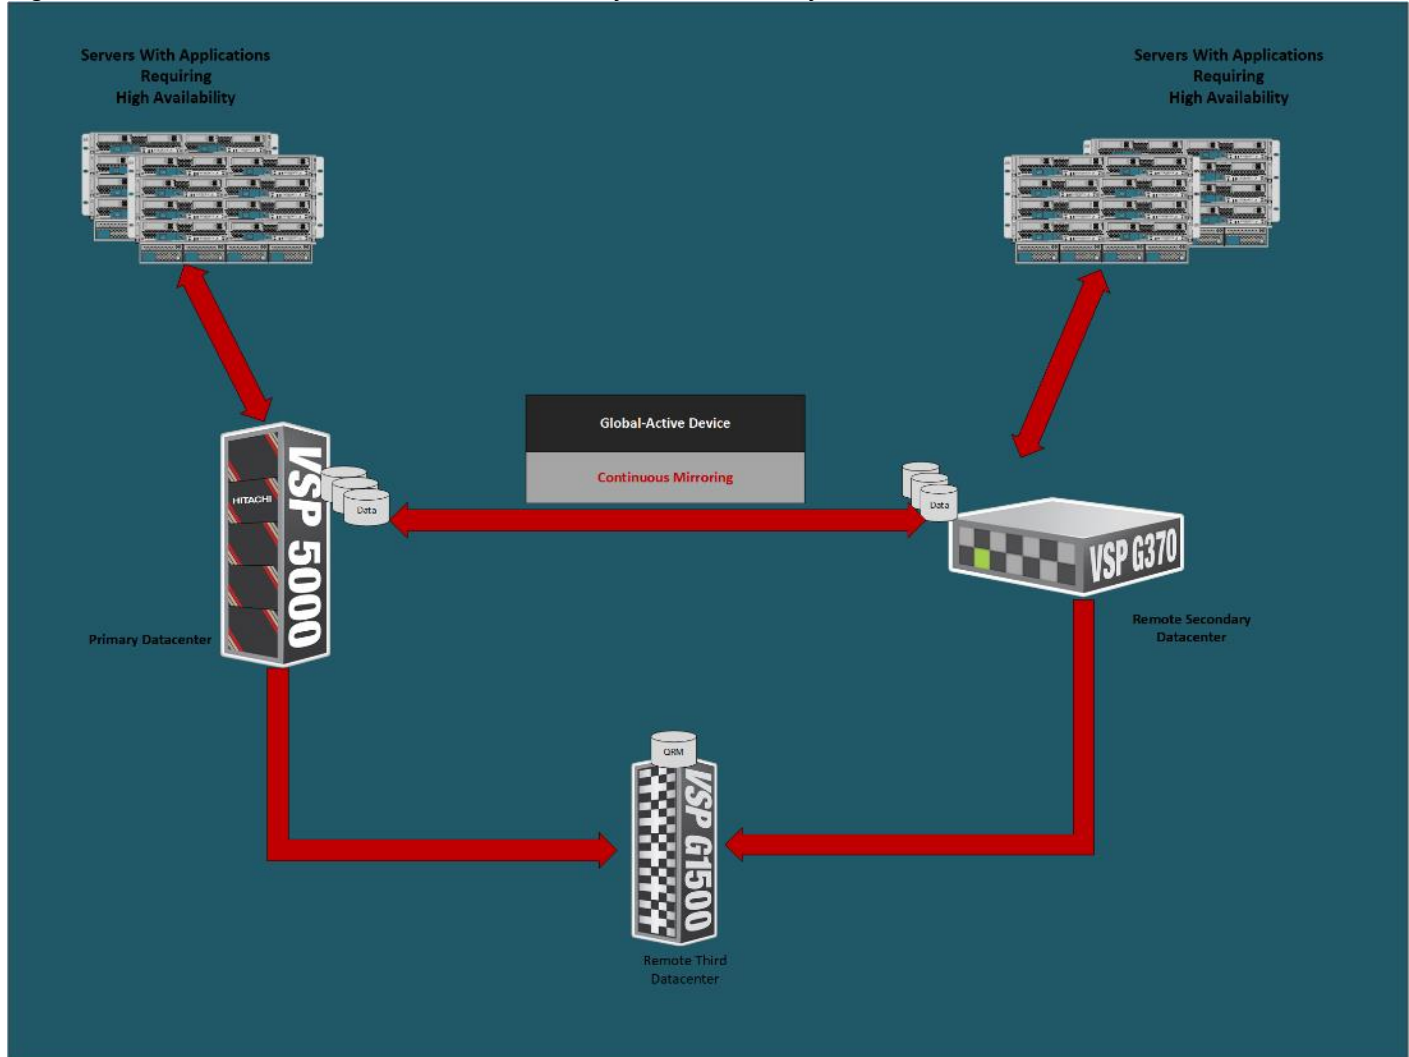 Servers With Applications
Requiring
High Availability
Servers With Applications
Requiring
High Availability
Global-Active Device
Continuous Mirroring
HITACHI
VSP 5000
Data
Data
VSP G370
Primary Datacenter
Remote Secondary
Datacenter
QRM
VSP G1500
Remote Third
Datacenter